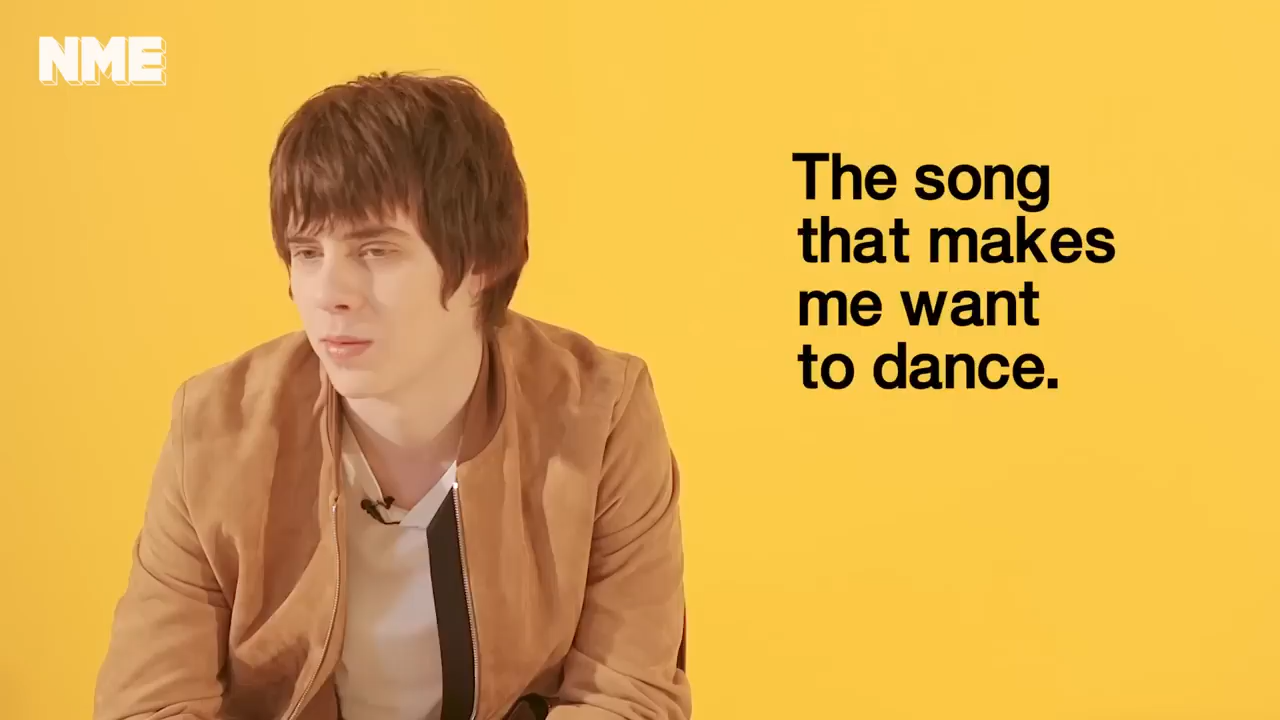 NME
The song
that makes
me want
to dance.